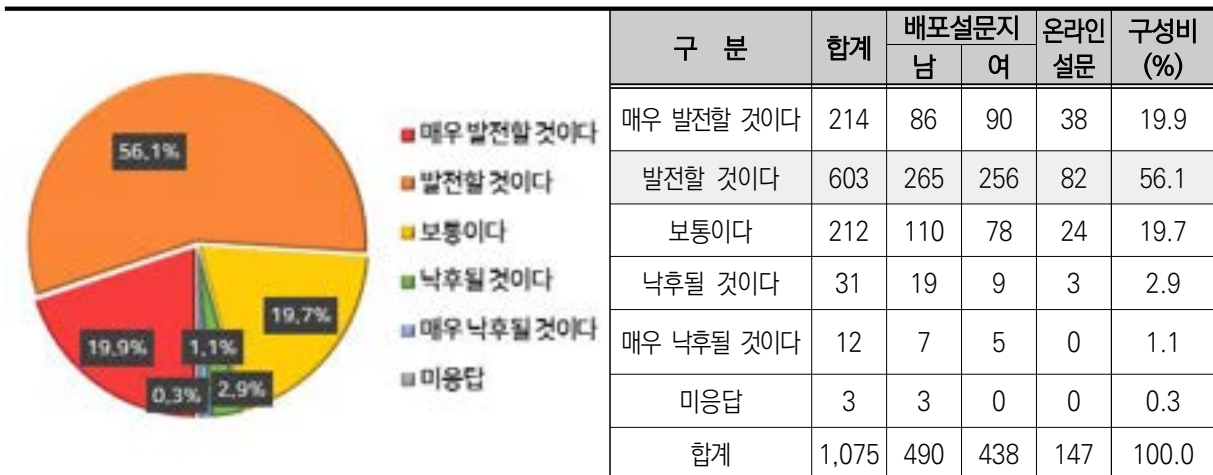 56.1%
19.7%
19.9%
1.1%
0.3%
2.9%
매우 발전할 것이다
발전할 것이다
보통이다
낙후될 것이다
매우 낙후될 것이다
미응답
구 분 합계 배포설문지 온라인 설문 구성비 (%)
남 여
매우 발전할 것이다 214 86 90 38 19.9
발전할 것이다 603 265 256 82 56.1
보통이다 212 110 78 24 19.7
낙후될 것이다 31 19 9 3 2.9
매우 낙후될 것이다 12 7 5 0 1.1
미응답 3 3 0 0 0.3
합계 1,075 490 438 147 100.0